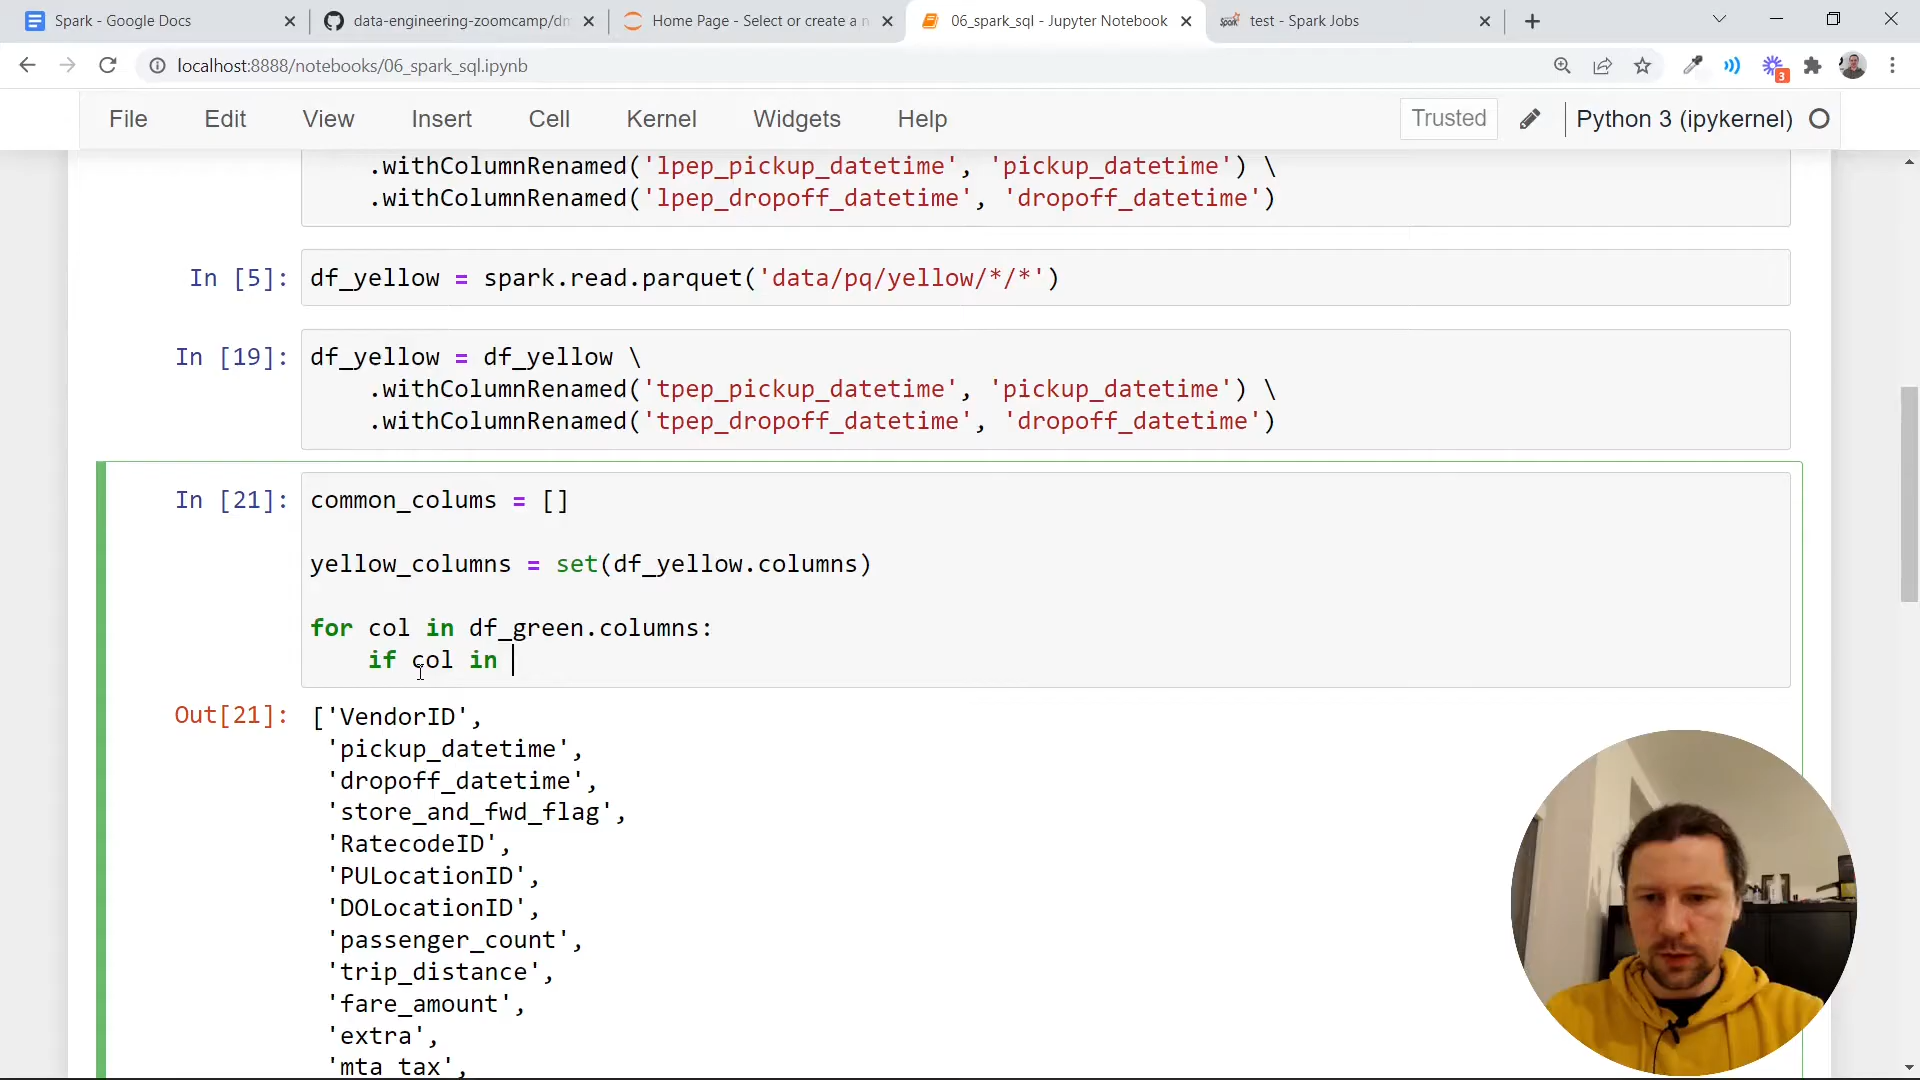 Spark - Google Docs
data-engineering-zoomcamp/dm
Home Page - Select or create a n
06_spark_sql - Jupyter Notebook
test - Spark Jobs
localhost:8888/notebooks/06_spark_sql.ipynb
3
File Edit View Insert Cell Kernel Widgets Help Trusted Python 3 (ipykernel)
.withColumnRenamed('lpep_pickup_datetime', 'pickup_datetime') \
.withColumnRenamed('lpep_dropoff_datetime', 'dropoff_datetime')
In [5]: df_yellow = spark.read.parquet('data/pq/yellow/*/*')
In [19]: df_yellow = df_yellow \
.withColumnRenamed('tpep_pickup_datetime', 'pickup_datetime') \
.withColumnRenamed('tpep_dropoff_datetime', 'dropoff_datetime')
In [21]: common_colums = []
yellow_columns = set(df_yellow.columns)
for col in df_green.columns:
if col in
Out[21]: ['VendorID',
'pickup_datetime',
'dropoff_datetime',
'store_and_fwd_flag',
'RatecodeID',
'PULocationID',
'DOLocationID',
'passenger_count',
'trip_distance',
'fare_amount',
'extra',
'mta_tax',